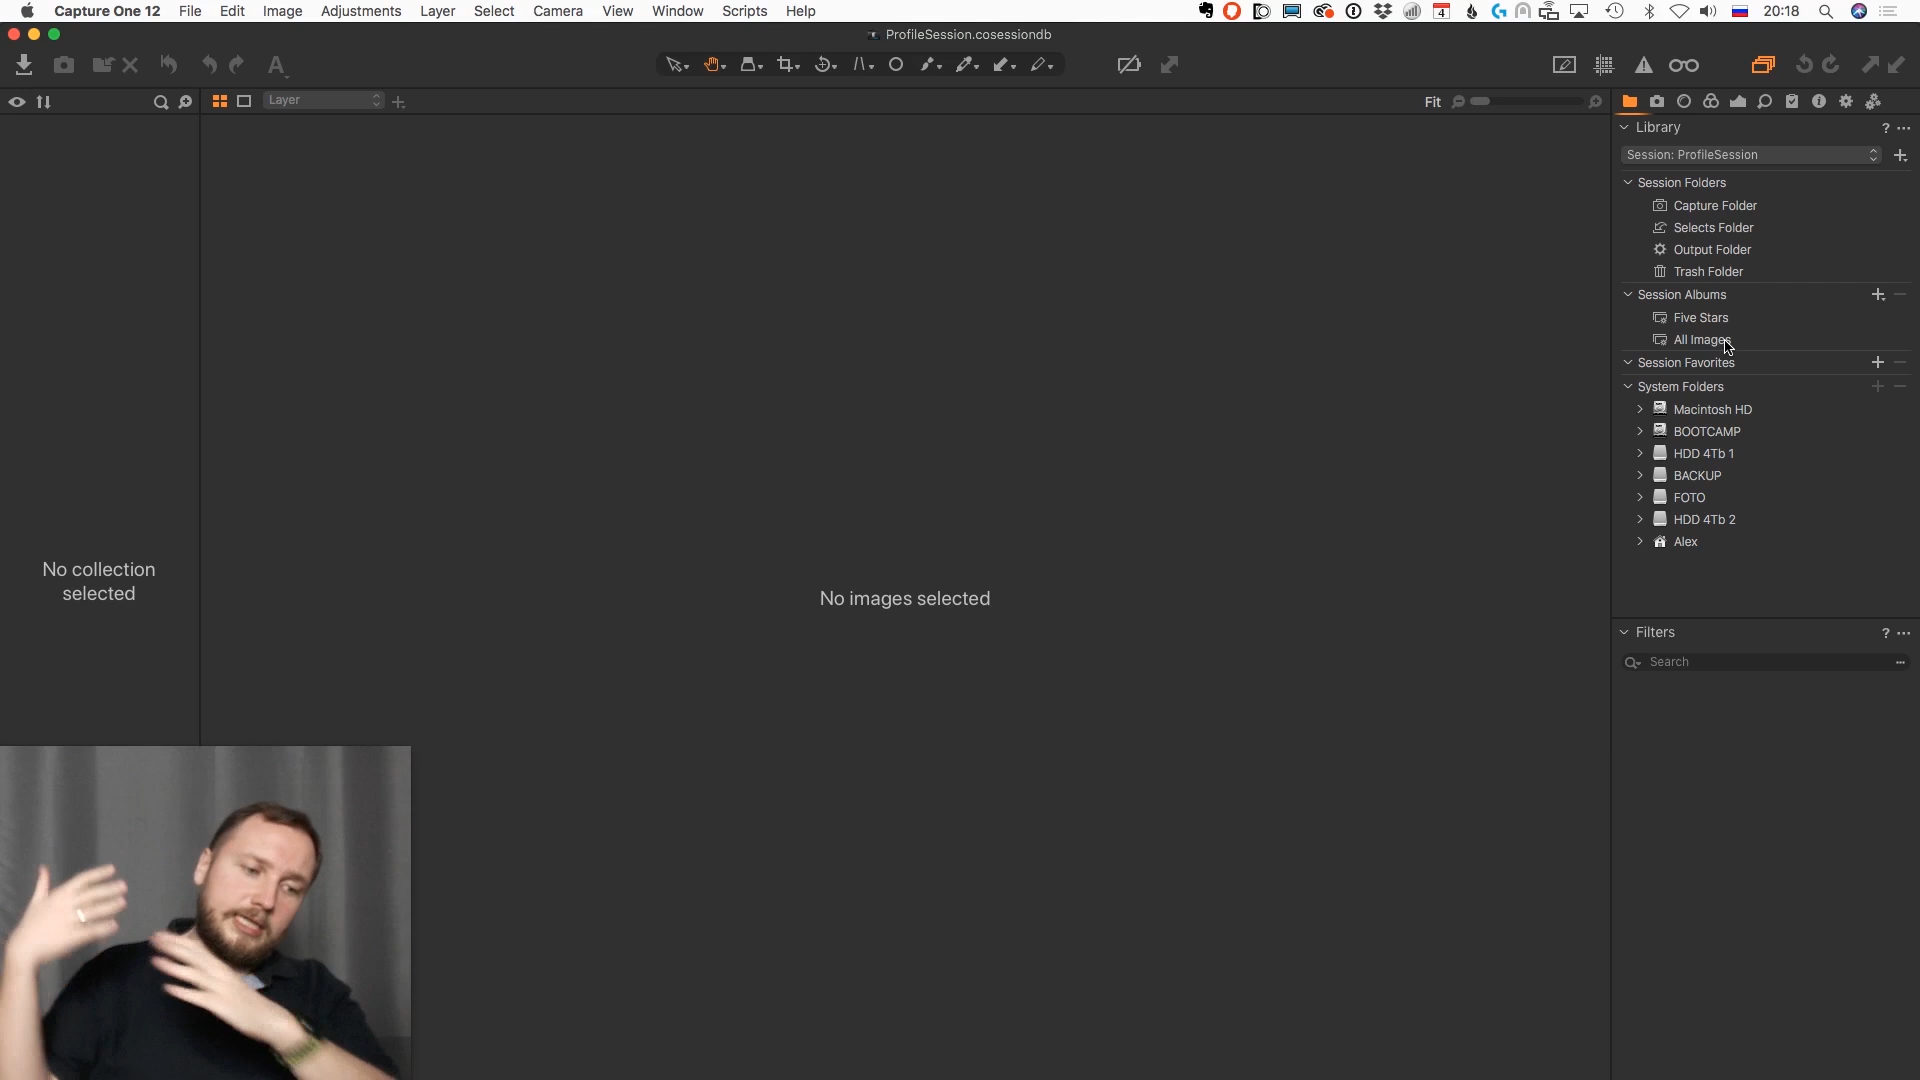 Capture One 12 File Edit Image Adjustments Layer Select Camera View Window Scripts Help 4 20:18
ProfileSession.cosessiondb
A
Layer
Fit
Library ?
Session: ProfileSession
Session Folders
Capture Folder
Selects Folder
Output Folder
Trash Folder
Session Albums
Five Stars
All Images
Session Favorites
System Folders
Macintosh HD
BOOTCAMP
HDD 4Tb 1
BACKUP
FOTO
HDD 4Tb 2
Alex
No collection
selected
No images selected
Filters ?
Search